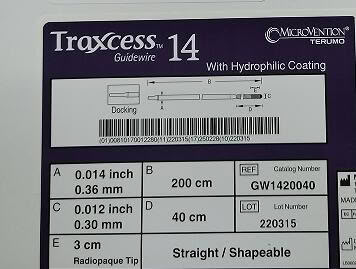 Traxcess™ 14
Guidewire
MICROVENTION
TERUMO
With Hydrophilic Coating
B
E
A
C
D
Docking
(01)00810170012280(11)220315(17)250228(10)220315
A 0.014 inch
0.36 mm
B 200 cm
REF Catalog Number
GW1420040
C 0.012 inch
0.30 mm
D 40 cm
LOT Lot Number
220315
E 3 cm
Radiopaque Tip
Straight / Shapeable
MADE